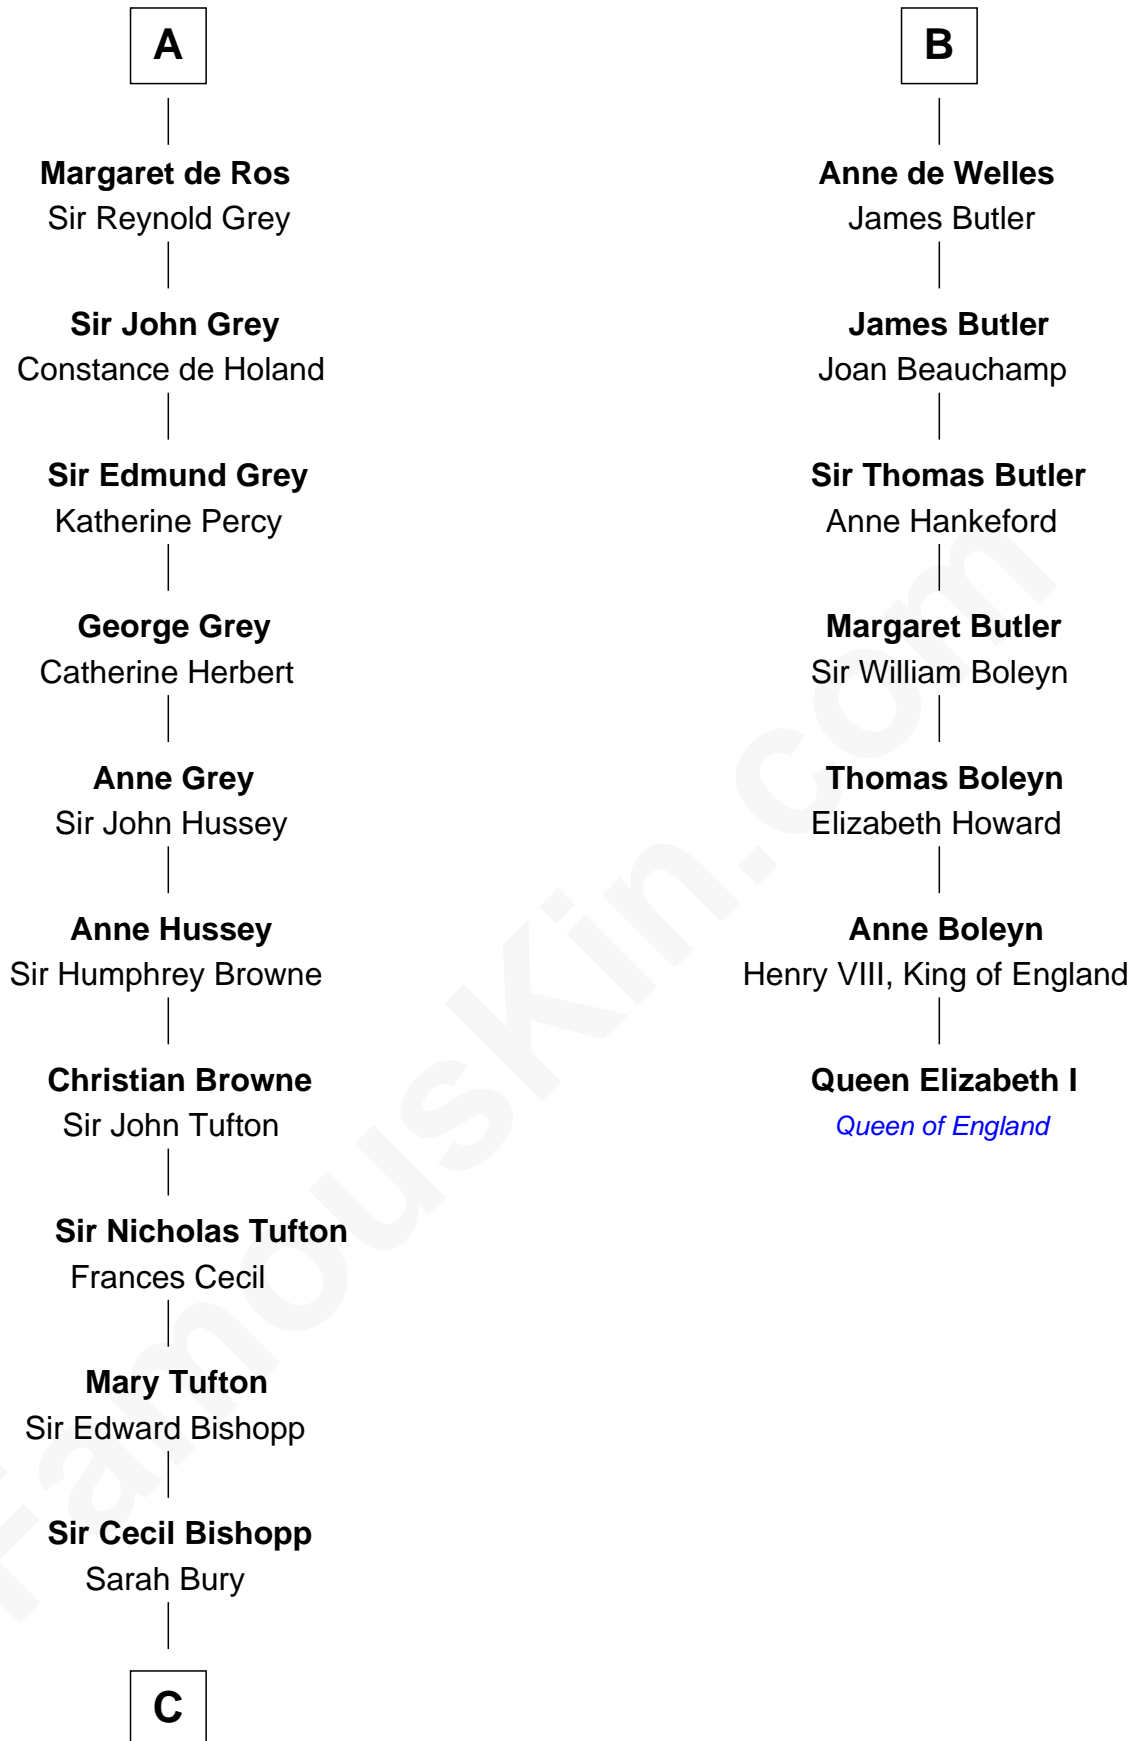 A
Margaret de Ros
Sir Reynold Grey
Sir John Grey
Constance de Holand
Sir Edmund Grey
Katherine Percy
George Grey
Catherine Herbert
Anne Grey
Sir John Hussey
Anne Hussey
Sir Humphrey Browne
Christian Browne
Sir John Tufton
Sir Nicholas Tufton
Frances Cecil
Mary Tufton
Sir Edward Bishopp
Sir Cecil Bishopp
Sarah Bury
C
B
Anne de Welles
James Butler
James Butler
Joan Beauchamp
Sir Thomas Butler
Anne Hankeford
Margaret Butler
Sir William Boleyn
Thomas Boleyn
Elizabeth Howard
Anne Boleyn
Henry VIII, King of England
Queen Elizabeth I
Queen of England
FamousKin.com